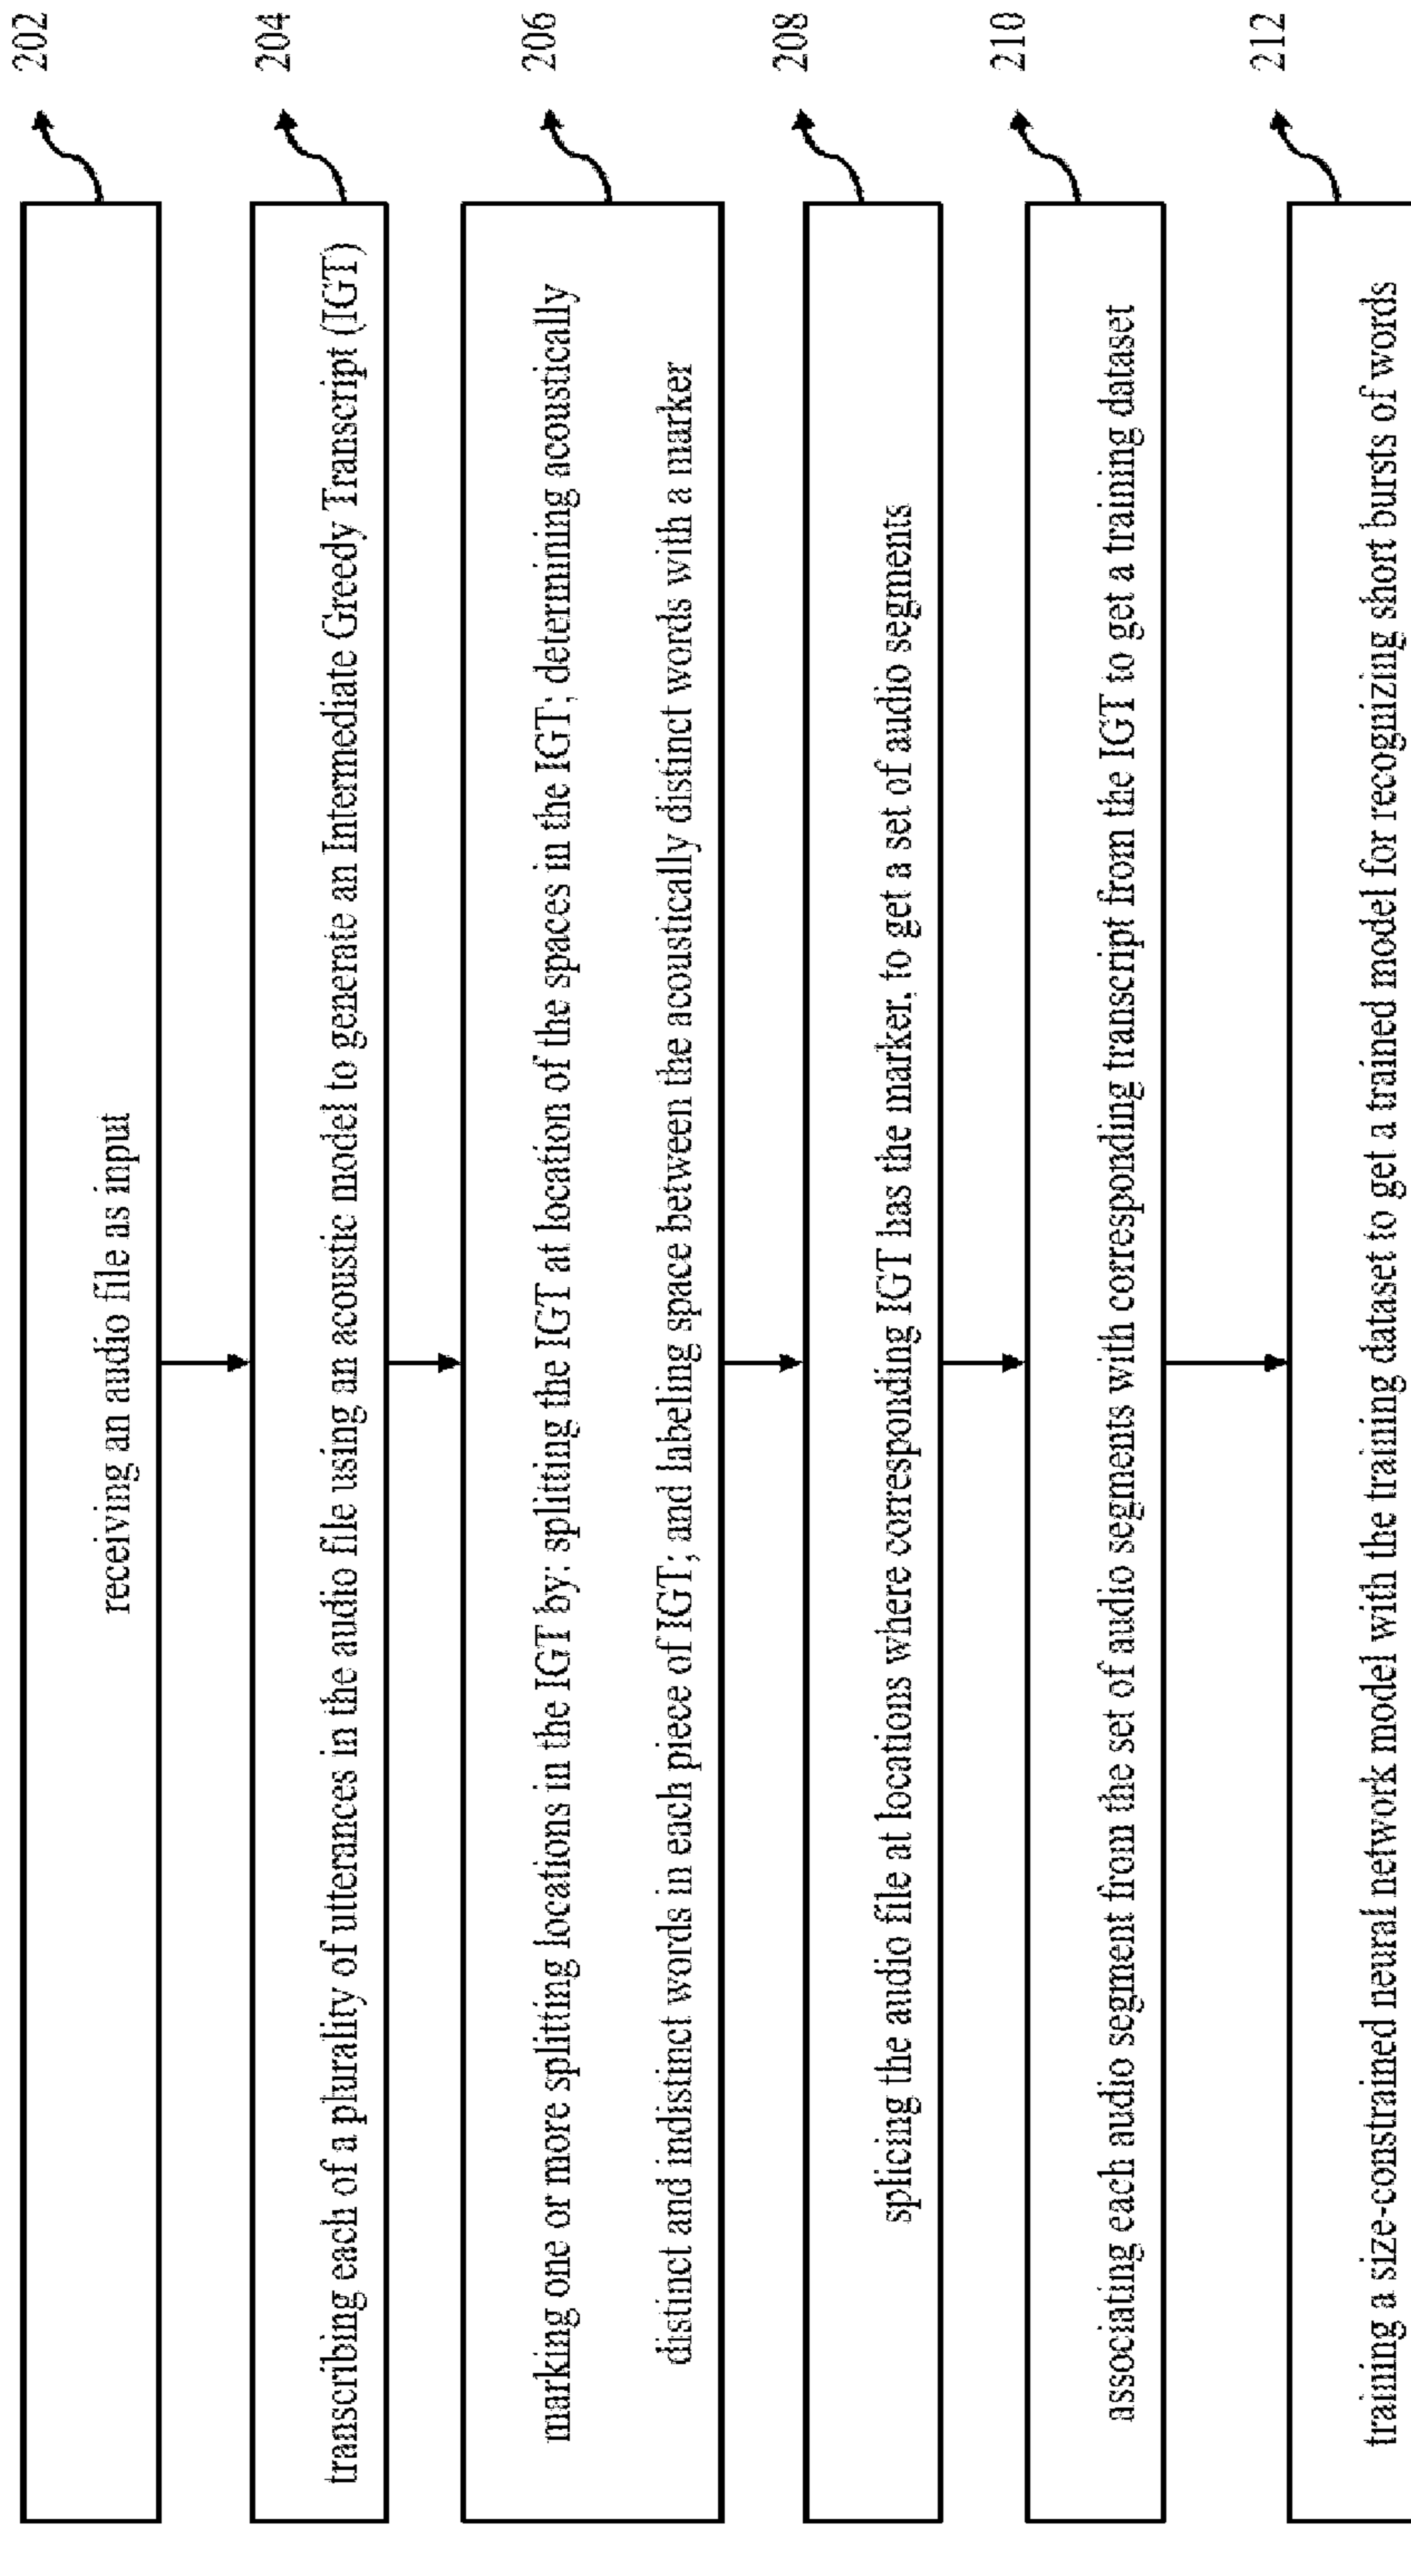 202
receiving an audio file as input
204
transcribing each of a plurality of utterances in the audio file using an acoustic model to generate an Intermediate Greedy Transcript (IGT)
206
marking one or more splitting locations in the IGT by: splitting the IGT at location of the spaces in the IGT; determining acoustically
distinct and indistinct words in each piece of IGT; and labeling space between the acoustically distinct words with a marker
208
splicing the audio file at locations where corresponding IGT has the marker, to get a set of audio segments
210
associating each audio segment from the set of audio segments with corresponding transcript from the IGT to get a training dataset
212
training a size-constrained neural network model with the training dataset to get a trained model for recognizing short bursts of words